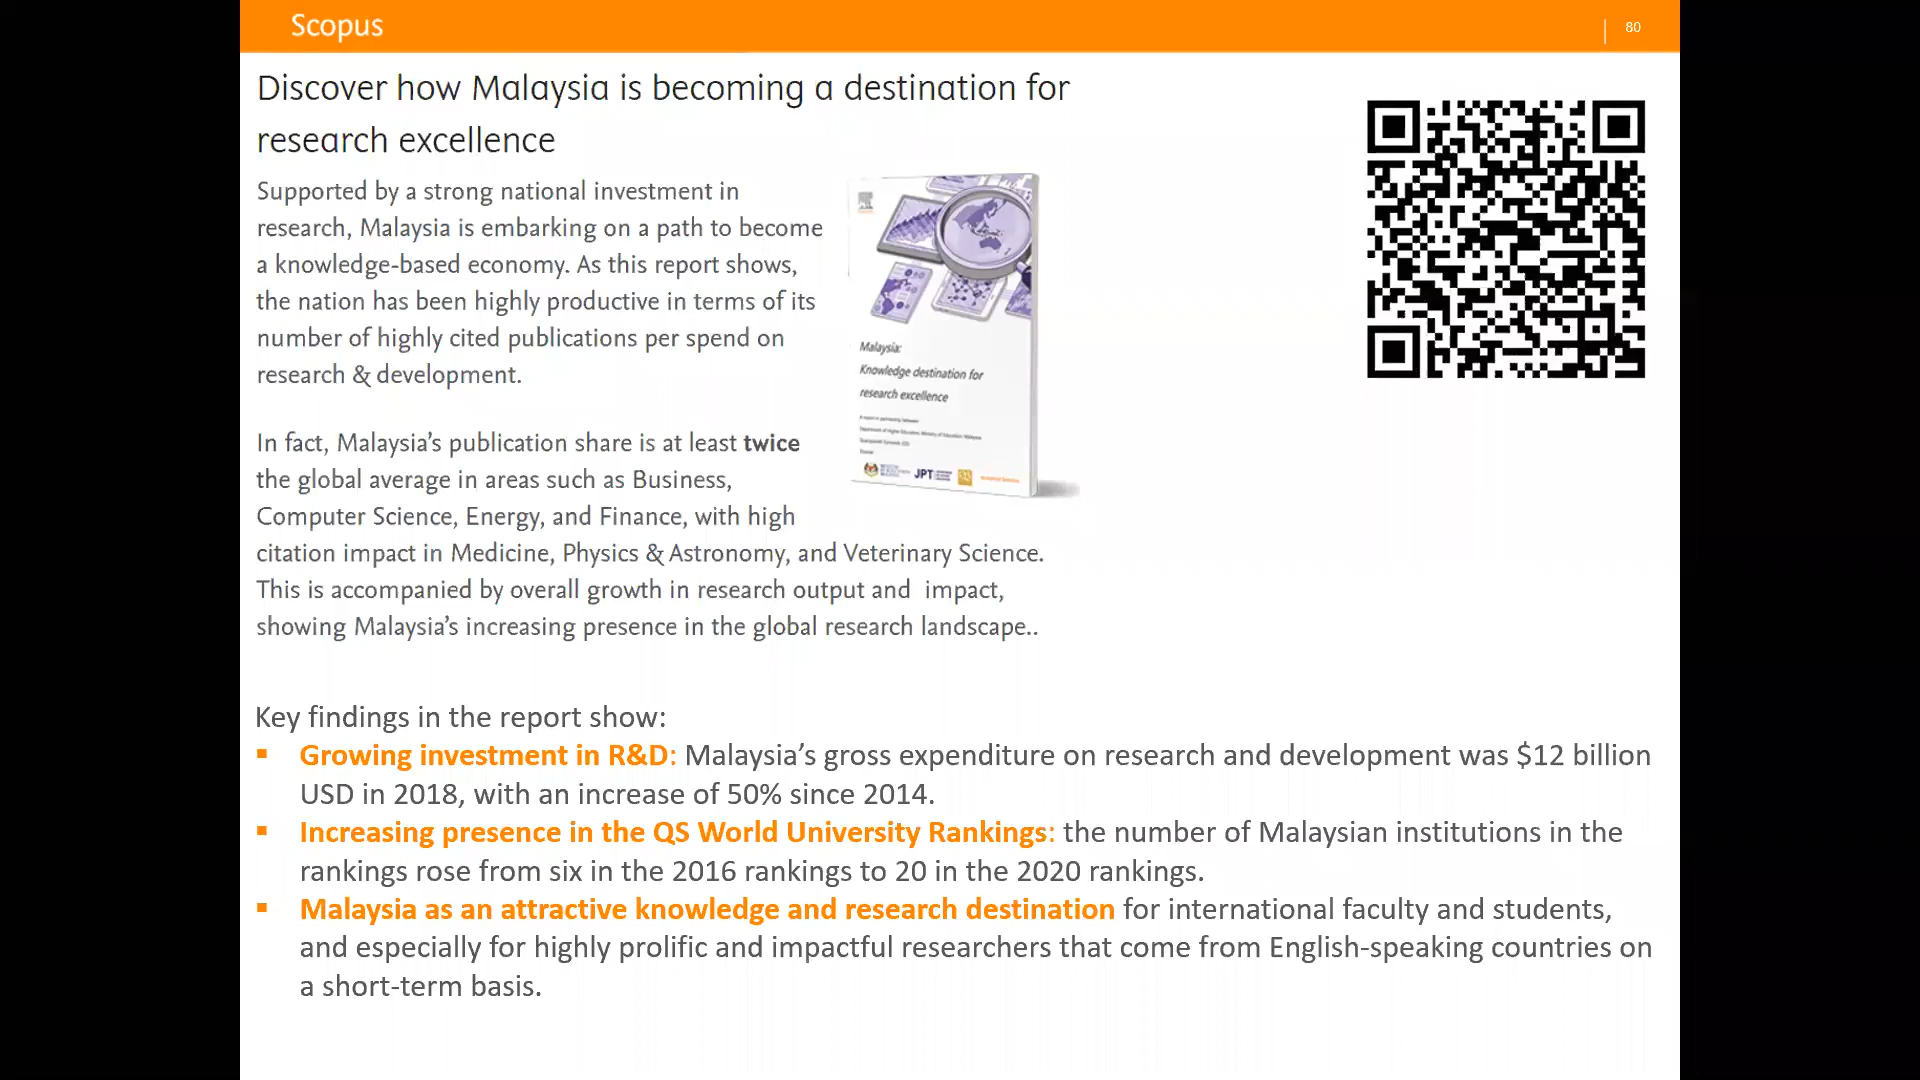 Scopus
80
Discover how Malaysia is becoming a destination for
research excellence
Supported by a strong national investment in
research, Malaysia is embarking on a path to become
a knowledge-based economy. As this report shows,
the nation has been highly productive in terms of its
number of highly cited publications per spend on
research & development.
In fact, Malaysia’s publication share is at least twice
the global average in areas such as Business,
Computer Science, Energy, and Finance, with high
citation impact in Medicine, Physics & Astronomy, and Veterinary Science.
This is accompanied by overall growth in research output and  impact,
showing Malaysia’s increasing presence in the global research landscape..
Malaysia:
Knowledge destination for
research excellence
JPT
Key findings in the report show:
▪ Growing investment in R&D: Malaysia’s gross expenditure on research and development was $12 billion
USD in 2018, with an increase of 50% since 2014.
▪ Increasing presence in the QS World University Rankings: the number of Malaysian institutions in the
rankings rose from six in the 2016 rankings to 20 in the 2020 rankings.
▪ Malaysia as an attractive knowledge and research destination for international faculty and students,
and especially for highly prolific and impactful researchers that come from English-speaking countries on
a short-term basis.